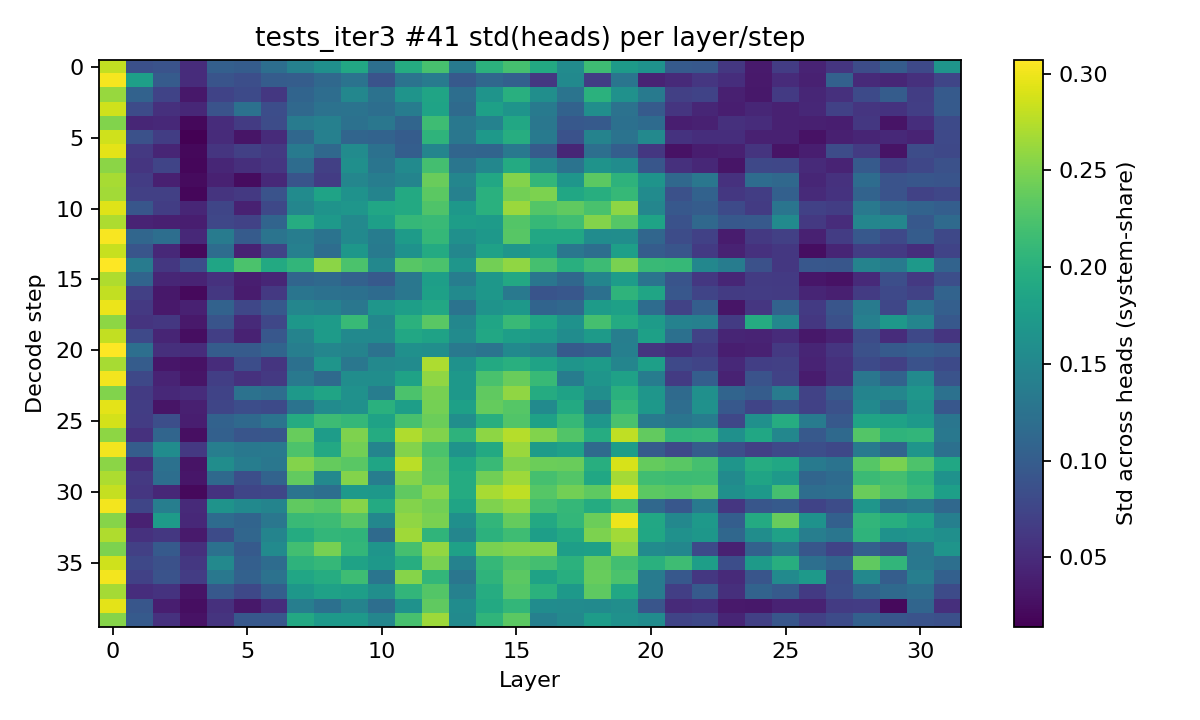 tests_iter3 #41 std(heads) per layer/step
0
5
10
15
20
25
30
35
Decode step
0 5 10 15 20 25 30
Layer
0.30
0.25
0.20
0.15
0.10
0.05
Std across heads (system-share)